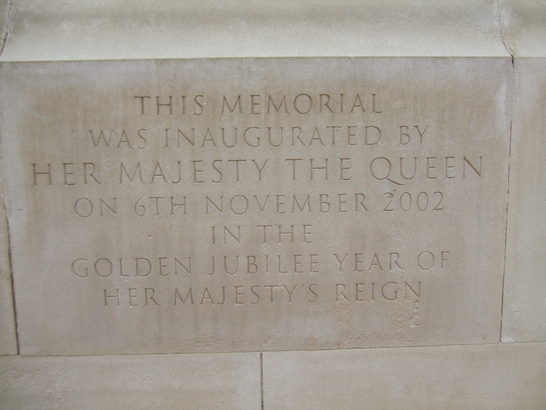 THIS MEMORIAL
WAS INAUGURATED BY
HER MAJESTY THE QUEEN
ON 6TH NOVEMBER 2002
IN THE
GOLDEN JUBILEE YEAR OF
HER MAJESTY'S REIGN